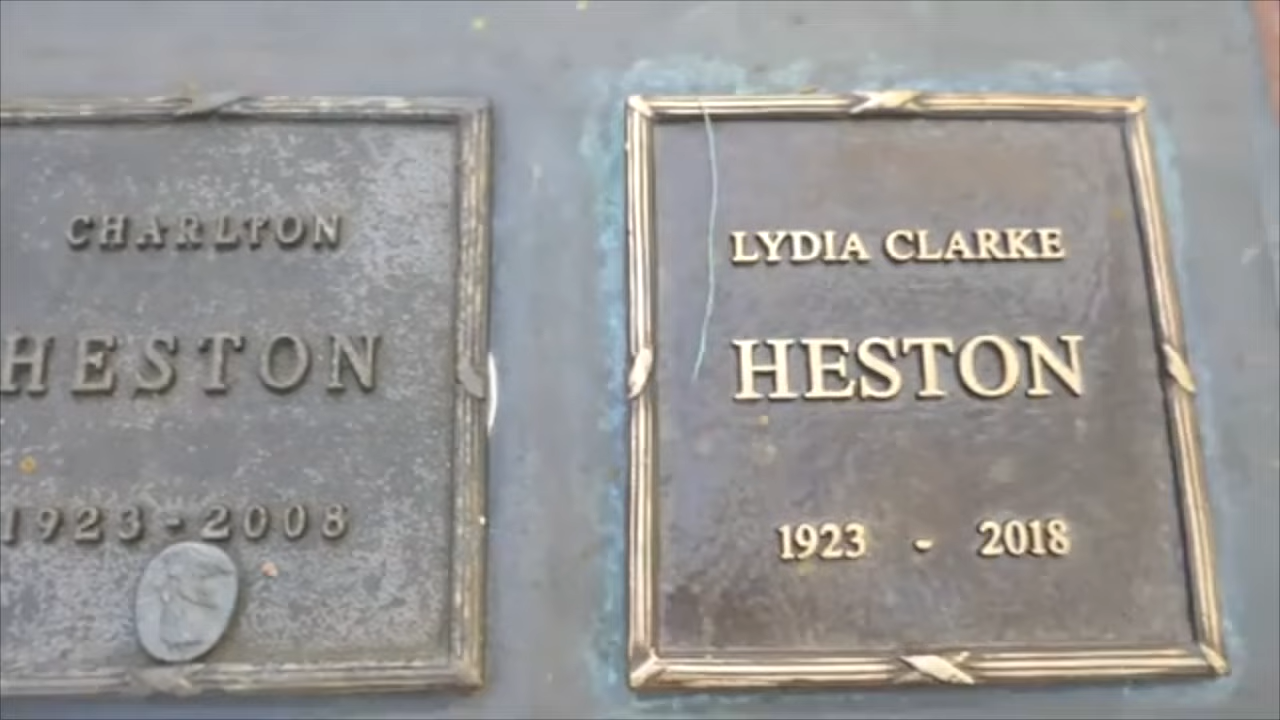 CHARLTON
HESTON
1923-2008
LYDIA CLARKE
HESTON
1923 - 2018